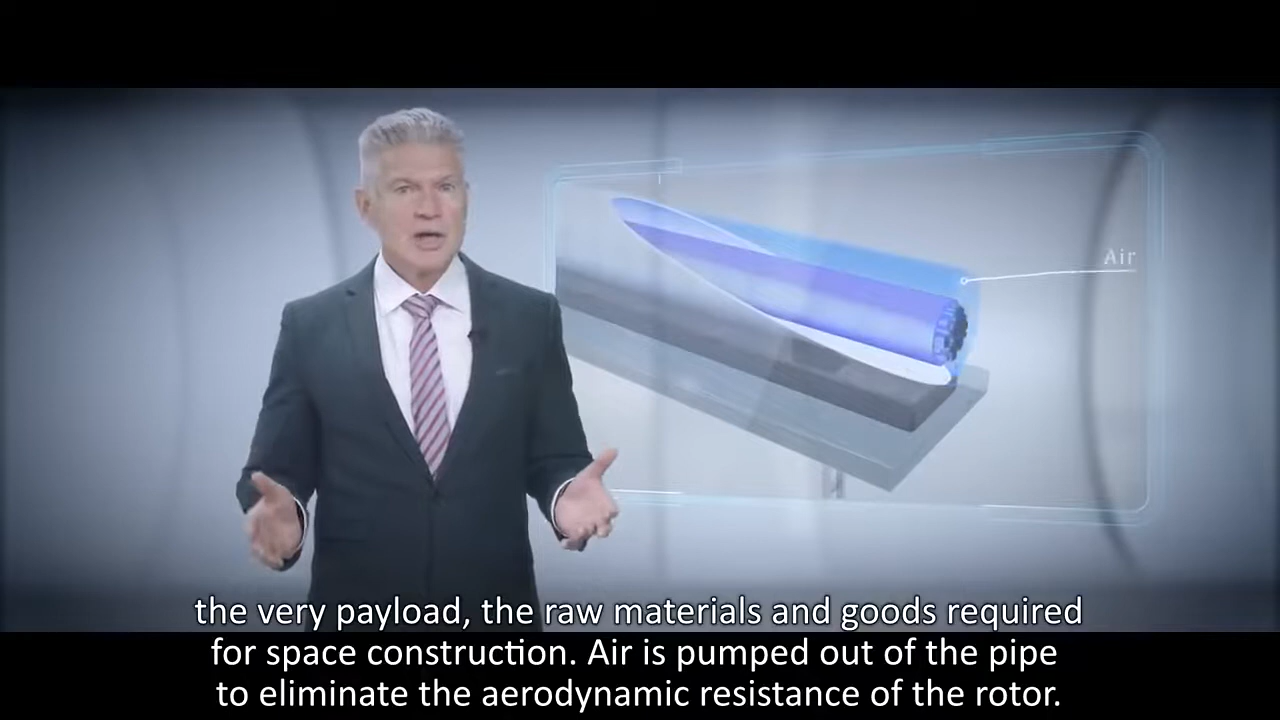 Air
the very payload, the raw materials and goods required
for space construction. Air is pumped out of the pipe
to eliminate the aerodynamic resistance of the rotor.